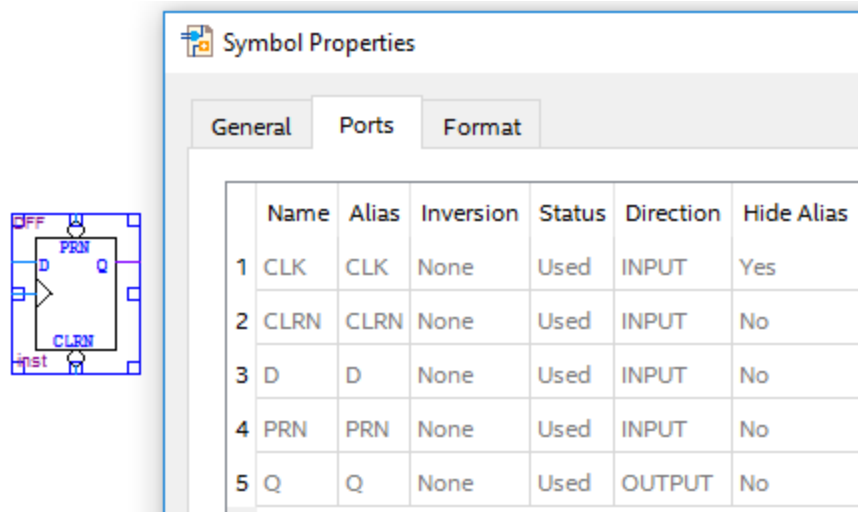 Symbol Properties
General Ports Format
Name Alias Inversion Status Direction Hide Alias
1 CLK CLK None Used INPUT Yes
2 CLRN CLRN None Used INPUT No
3 D D None Used INPUT No
4 PRN PRN None Used INPUT No
5 Q Q None Used OUTPUT No
DFF
PRN
D Q
CLRN
inst